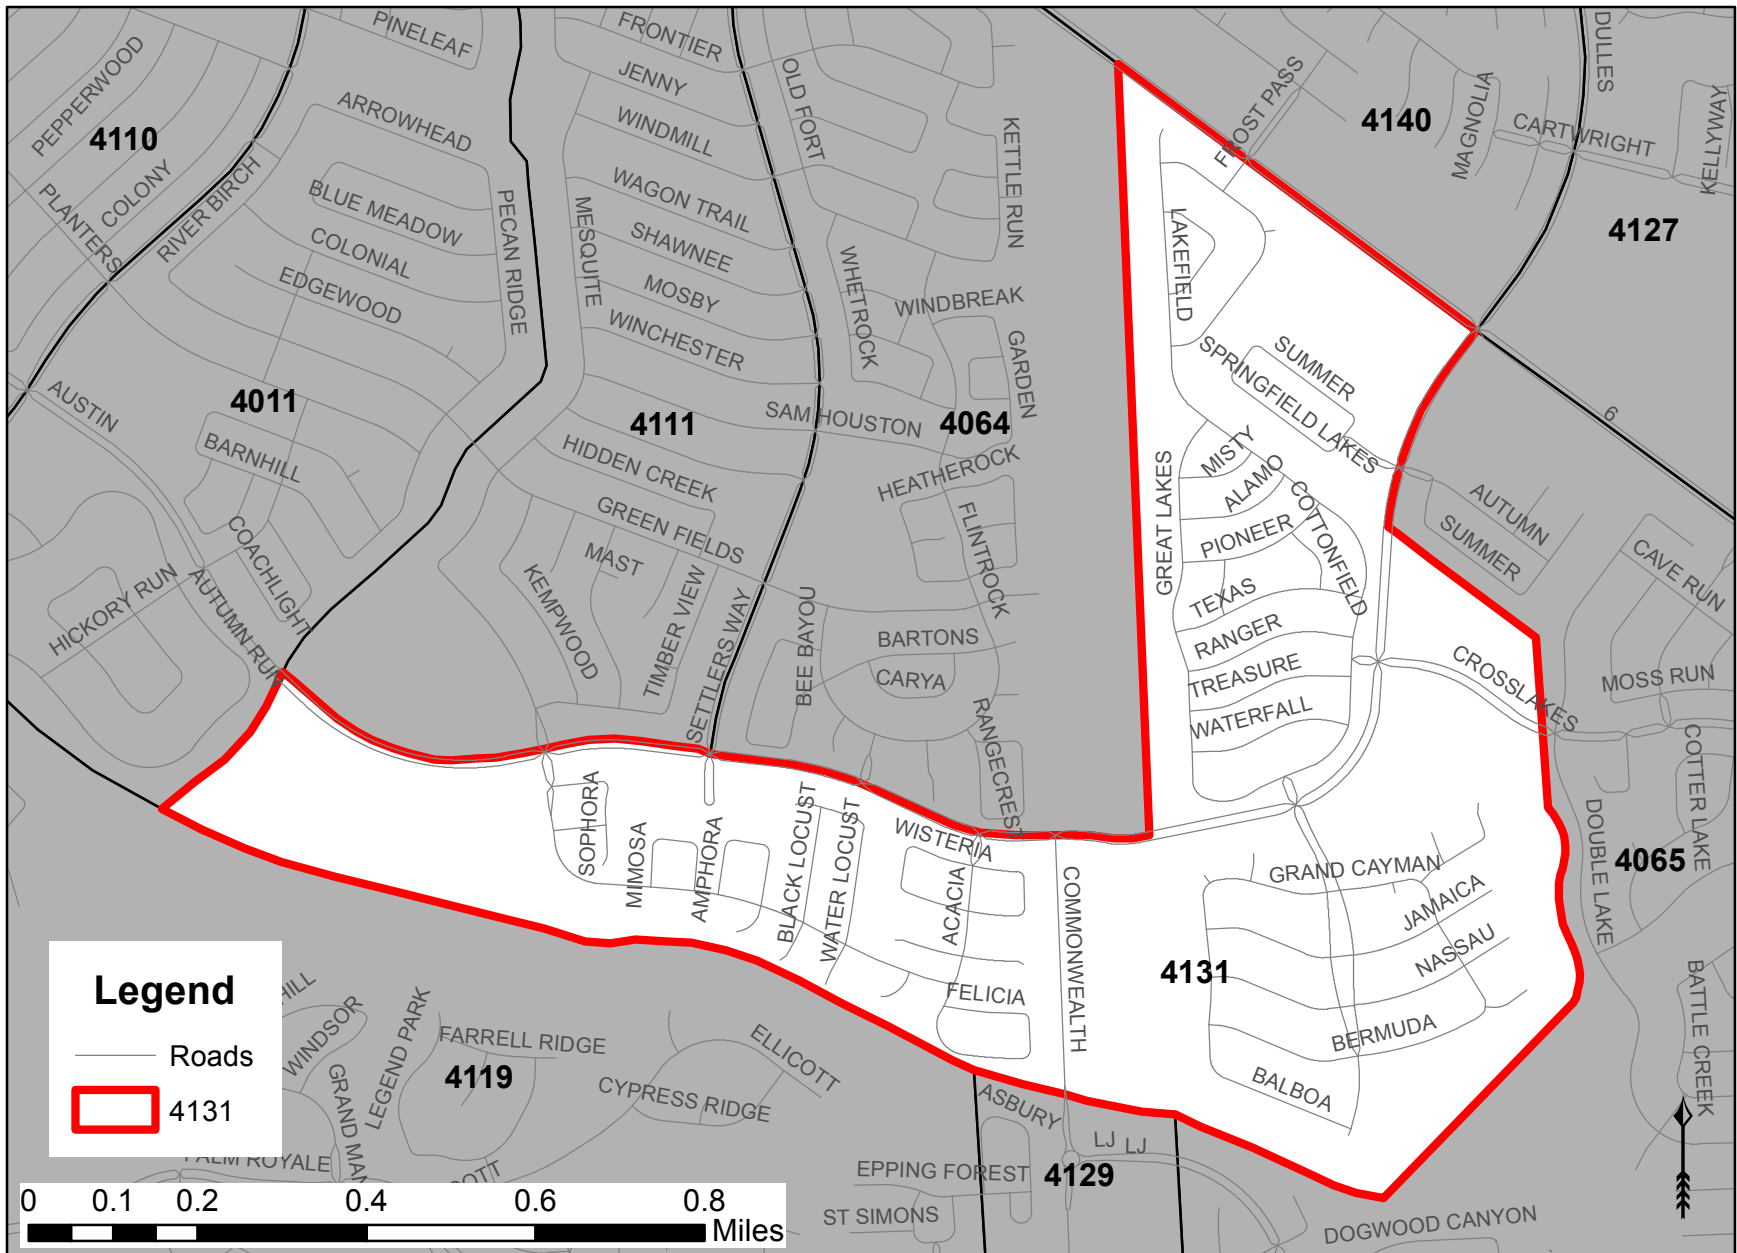 PINELEAF
FRONTIER
DULLES
PEPPERWOOD
JENNY
OLD FORT
FROST PASS
MAGNOLIA
KELLYWAY
ARROWHEAD
WINDMILL
4140
CARTWRIGHT
4110
KETTLE RUN
COLONY
RIVER BIRCH
BLUE MEADOW
WAGON TRAIL
PLANTERS
PECAN RIDGE
MESQUITE
SHAWNEE
LAKEFIELD
4127
COLONIAL
MOSBY
WHETROCK
WINDBREAK
EDGEWOOD
WINCHESTER
GARDEN
SUMMER
SPRINGFIELD LAKES
AUSTIN
4011
4111
SAM HOUSTON
4064
6
BARNHILL
HIDDEN CREEK
HEATHEROCK
MISTY
ALAMO
COTTONFIELD
GREEN FIELDS
FLINTROCK
GREAT LAKES
PIONEER
AUTUMN
SUMMER
COACHLIGHT
MAST
CAVE RUN
HICKORY RUN
AUTUMN RUN
KEMPWOOD
TIMBER VIEW
SETTLERS WAY
BEE BAYOU
BARTONS
CARYA
TEXAS
RANGER
TREASURE
WATERFALL
CROSSLAKES
MOSS RUN
RANGECREST
COTTER LAKE
SOPHORA
MIMOSA
AMPHORA
BLACK LOCUST
WATER LOCUST
WISTERIA
ACACIA
COMMONWEALTH
GRAND CAYMAN
DOUBLE LAKE
4065
JAMAICA
NASSAU
4131
FELICIA
BERMUDA
BATTLE CREEK
BALBOA
Legend
Roads
4131
HILL
WINDSOR
LEGEND PARK
FARRELL RIDGE
ELLICOTT
4119
GRAND MAN
CYPRESS RIDGE
ASBURY
LJ
LJ
PALM ROYALE
COTT
EPPING FOREST
4129
ST SIMONS
DOGWOOD CANYON
0 0.1 0.2 0.4 0.6 0.8
Miles